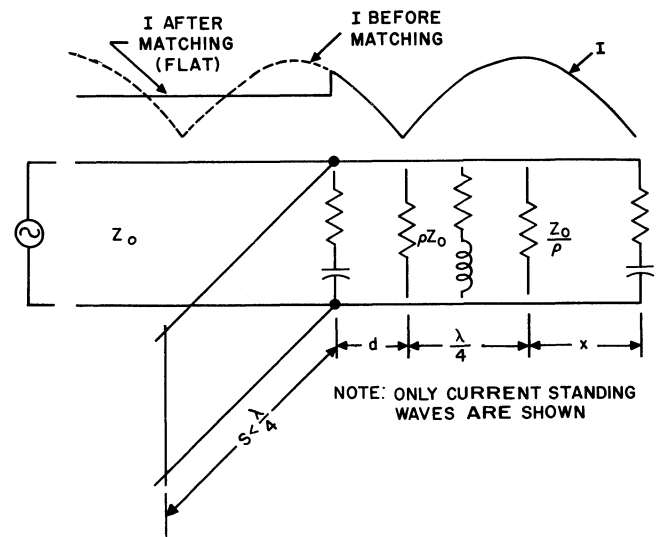 I AFTER
MATCHING
(FLAT)
I BEFORE
MATCHING
I
Z₀
ρZ₀
Z₀
ρ
d
λ
4
x
S<λ/4
NOTE: ONLY CURRENT STANDING
WAVES ARE SHOWN